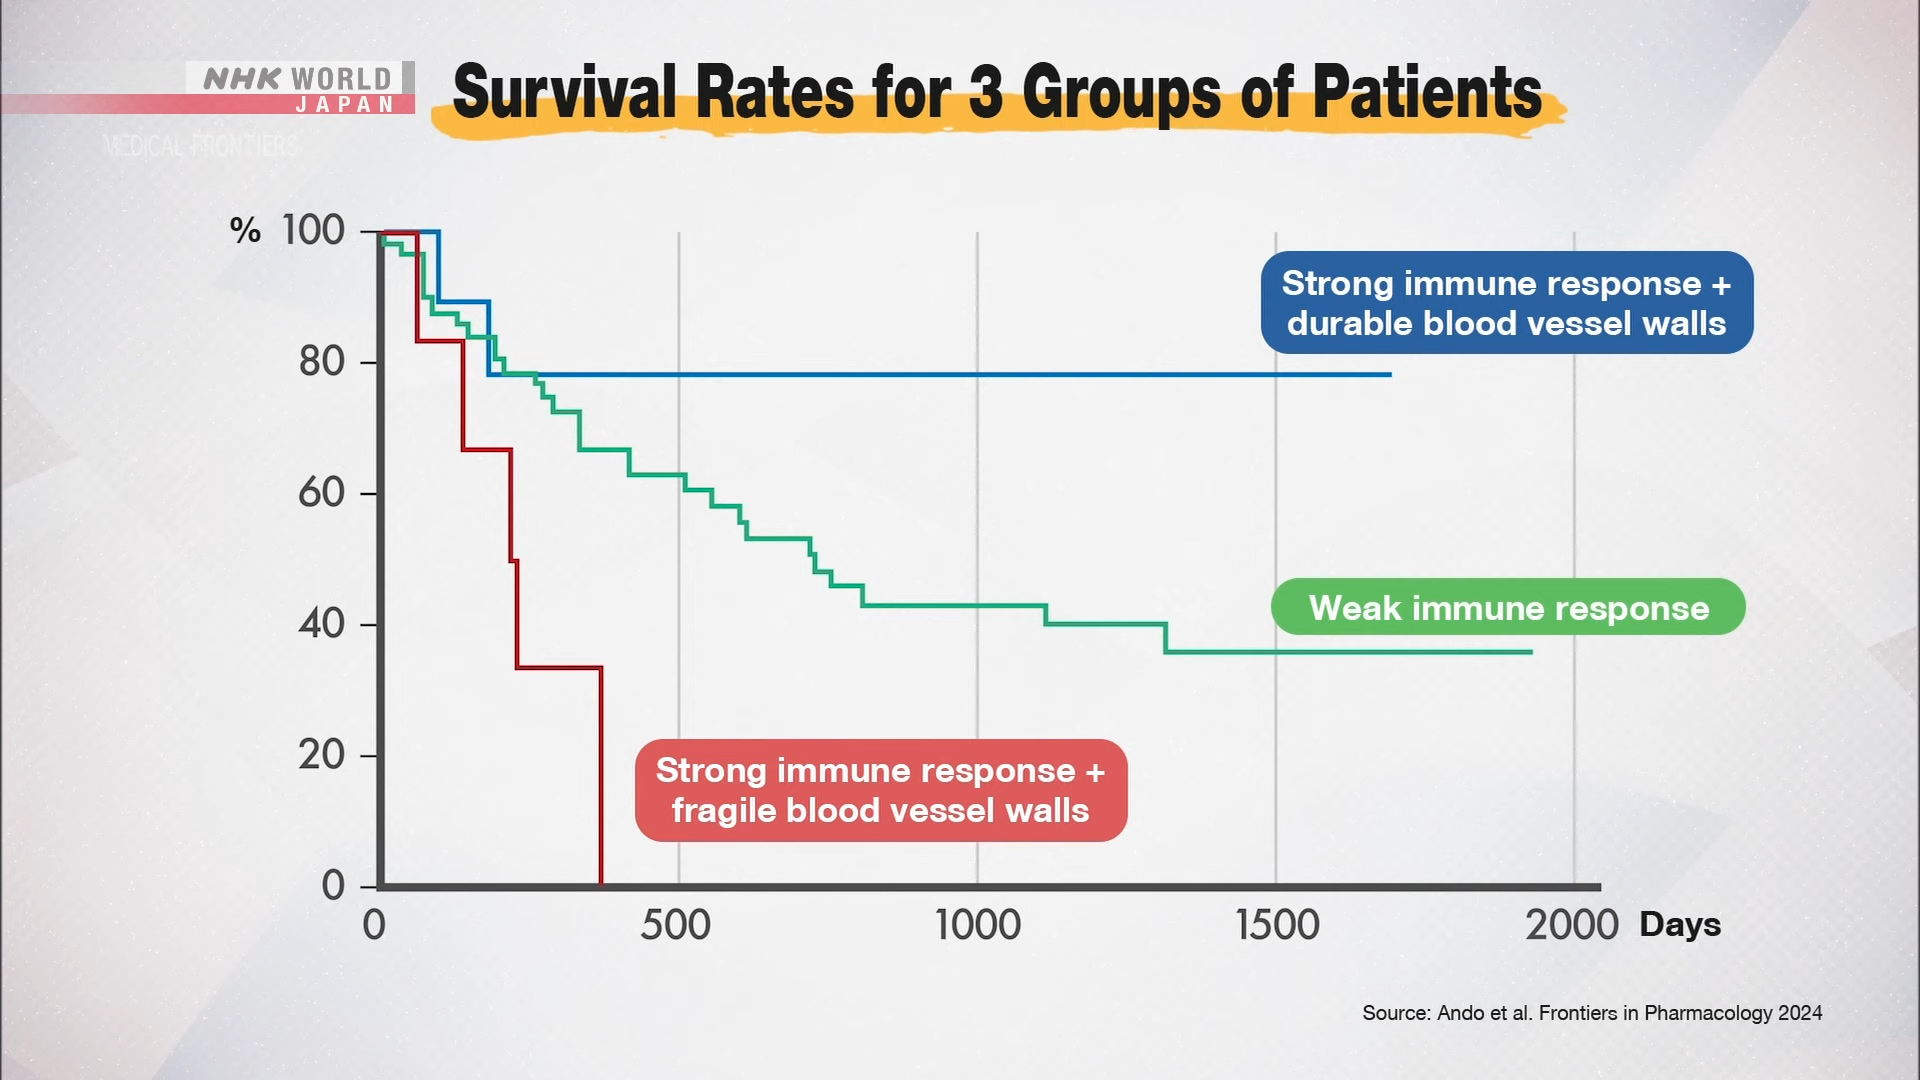 NHK WORLD
JAPAN
MEDICAL FRONTIERS
Survival Rates for 3 Groups of Patients
% 100
80
60
40
20
0
Strong immune response +
durable blood vessel walls
Weak immune response
Strong immune response +
fragile blood vessel walls
0 500 1000 1500 2000 Days
Source: Ando et al. Frontiers in Pharmacology 2024